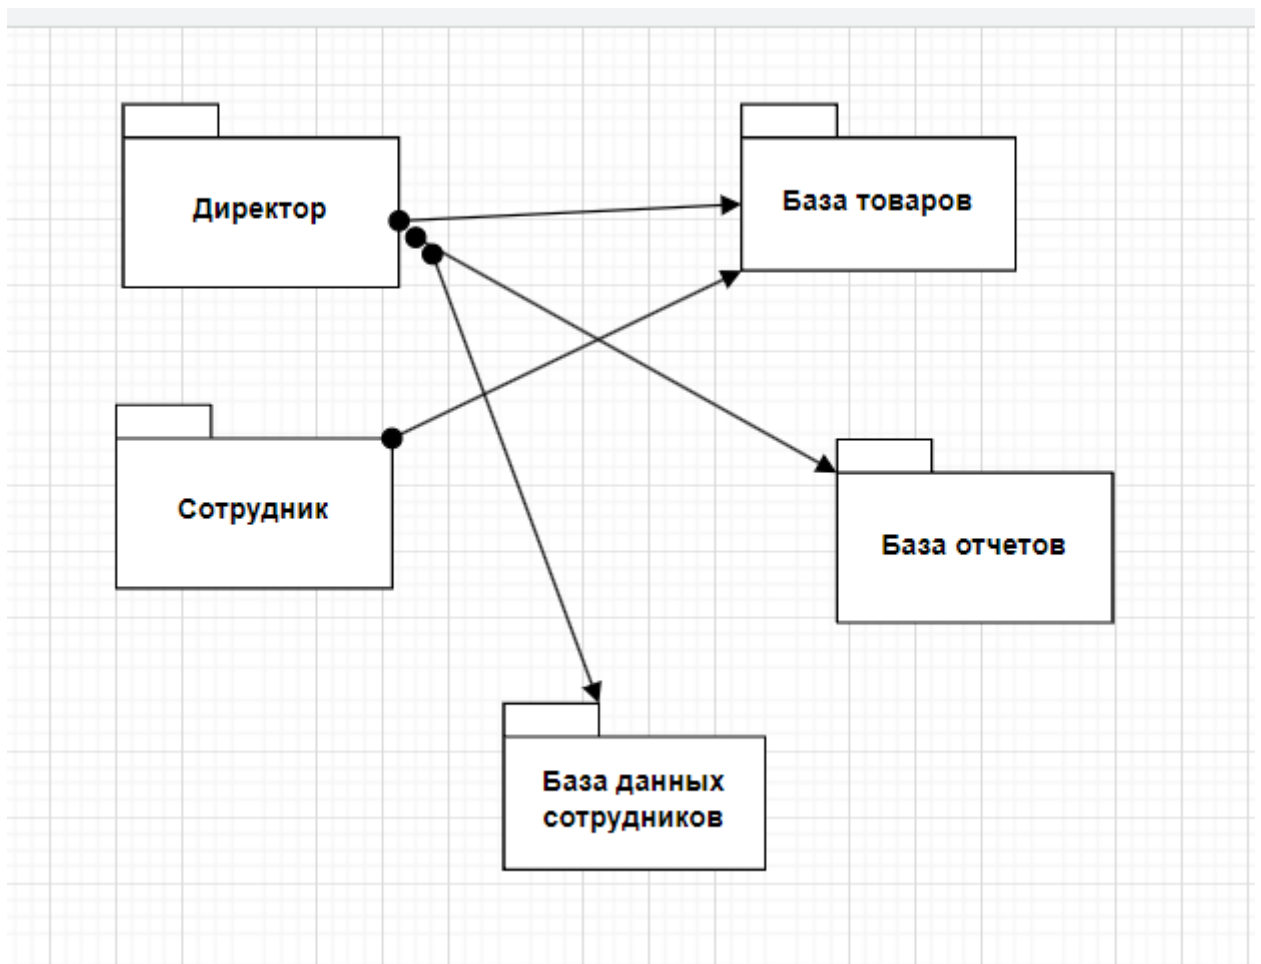 Директор
База товаров
Сотрудник
База отчетов
База данных
сотрудников